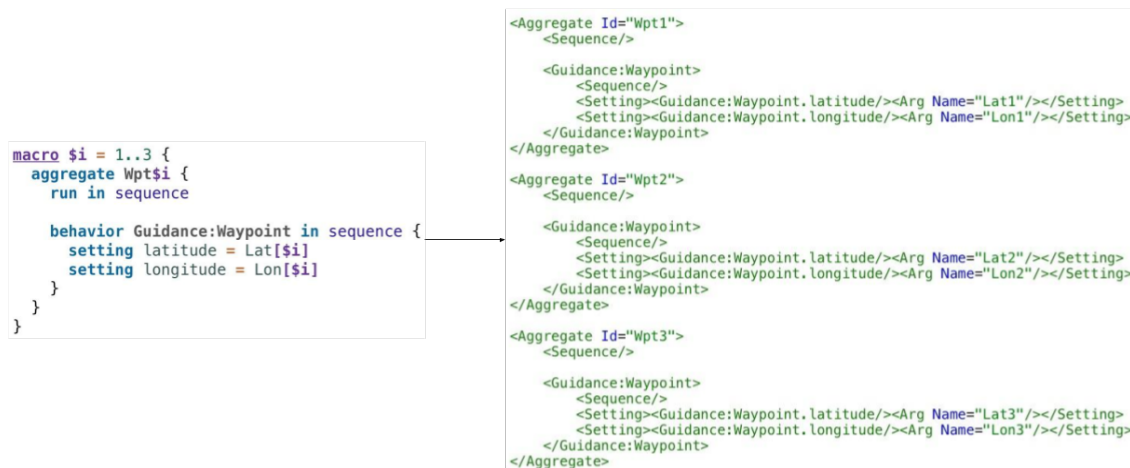 macro $i = 1..3 {
  aggregate Wpt$i {
    run in sequence

    behavior Guidance:Waypoint in sequence {
      setting latitude = Lat[$i]
      setting longitude = Lon[$i]
    }
  }
}
<Aggregate Id="Wpt1">
    <Sequence/>

    <Guidance:Waypoint>
        <Sequence/>
        <Setting><Guidance:Waypoint.latitude/><Arg Name="Lat1"/></Setting>
        <Setting><Guidance:Waypoint.longitude/><Arg Name="Lon1"/></Setting>
    </Guidance:Waypoint>
</Aggregate>

<Aggregate Id="Wpt2">
    <Sequence/>

    <Guidance:Waypoint>
        <Sequence/>
        <Setting><Guidance:Waypoint.latitude/><Arg Name="Lat2"/></Setting>
        <Setting><Guidance:Waypoint.longitude/><Arg Name="Lon2"/></Setting>
    </Guidance:Waypoint>
</Aggregate>

<Aggregate Id="Wpt3">
    <Sequence/>

    <Guidance:Waypoint>
        <Sequence/>
        <Setting><Guidance:Waypoint.latitude/><Arg Name="Lat3"/></Setting>
        <Setting><Guidance:Waypoint.longitude/><Arg Name="Lon3"/></Setting>
    </Guidance:Waypoint>
</Aggregate>